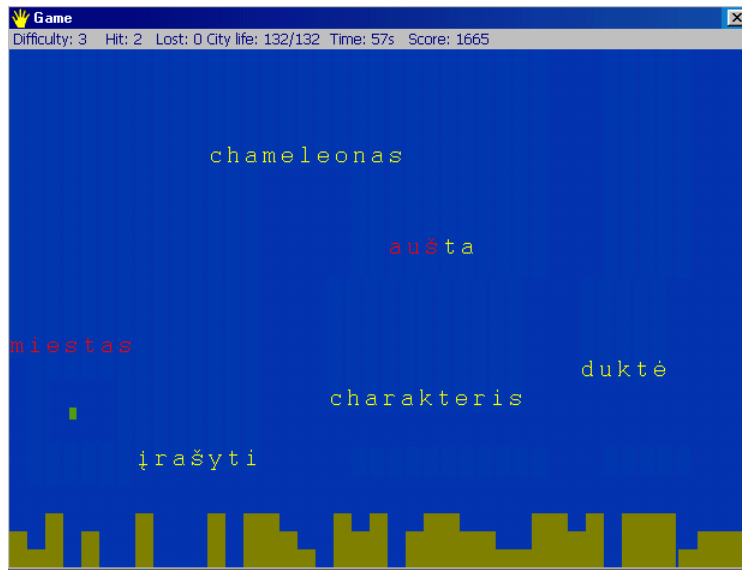 Game
Difficulty: 3 Hit: 2 Lost: 0 City life: 132/132 Time: 57s Score: 1665
chameleonas
aušta
miestas
duktė
charakteris
įrašyti